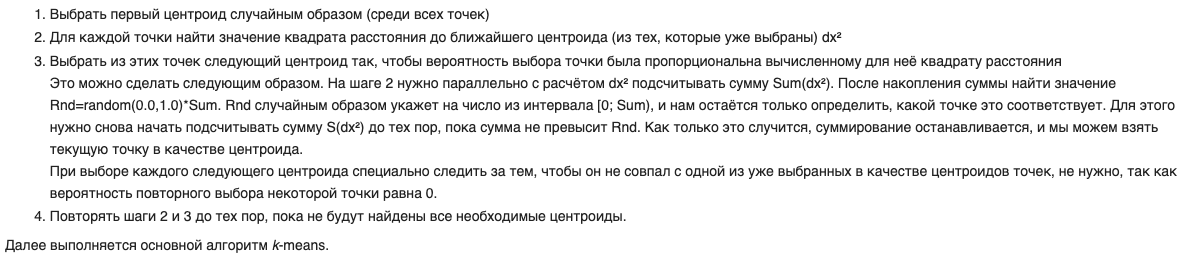 1. Выбрать первый центроид случайным образом (среди всех точек)
2. Для каждой точки найти значение квадрата расстояния до ближайшего центроида (из тех, которые уже выбраны) dx²
3. Выбрать из этих точек следующий центроид так, чтобы вероятность выбора точки была пропорциональна вычисленному для неё квадрату расстояния
Это можно сделать следующим образом. На шаге 2 нужно параллельно с расчётом dx² подсчитывать сумму Sum(dx²). После накопления суммы найти значение
Rnd=random(0.0,1.0)*Sum. Rnd случайным образом укажет на число из интервала [0; Sum), и нам остаётся только определить, какой точке это соответствует. Для этого
нужно снова начать подсчитывать сумму S(dx²) до тех пор, пока сумма не превысит Rnd. Как только это случится, суммирование останавливается, и мы можем взять
текущую точку в качестве центроида.
При выборе каждого следующего центроида специально следить за тем, чтобы он не совпал с одной из уже выбранных в качестве центроидов точек, не нужно, так как
вероятность повторного выбора некоторой точки равна 0.
4. Повторять шаги 2 и 3 до тех пор, пока не будут найдены все необходимые центроиды.
Далее выполняется основной алгоритм k-means.